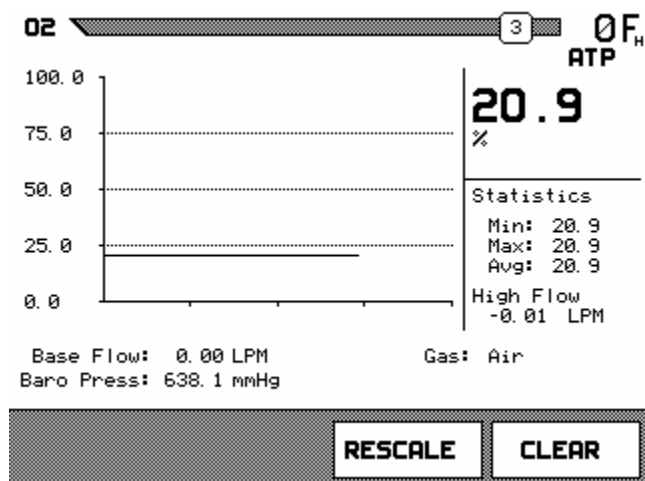 O2 3 0F H
ATP
100.0
20.9
%
75.0
50.0
Statistics
Min: 20.9
Max: 20.9
Avg: 20.9
25.0
High Flow
-0.01 LPM
0.0
Base Flow: 0.00 LPM Gas: Air
Baro Press: 638.1 mmHg
RESCALE CLEAR